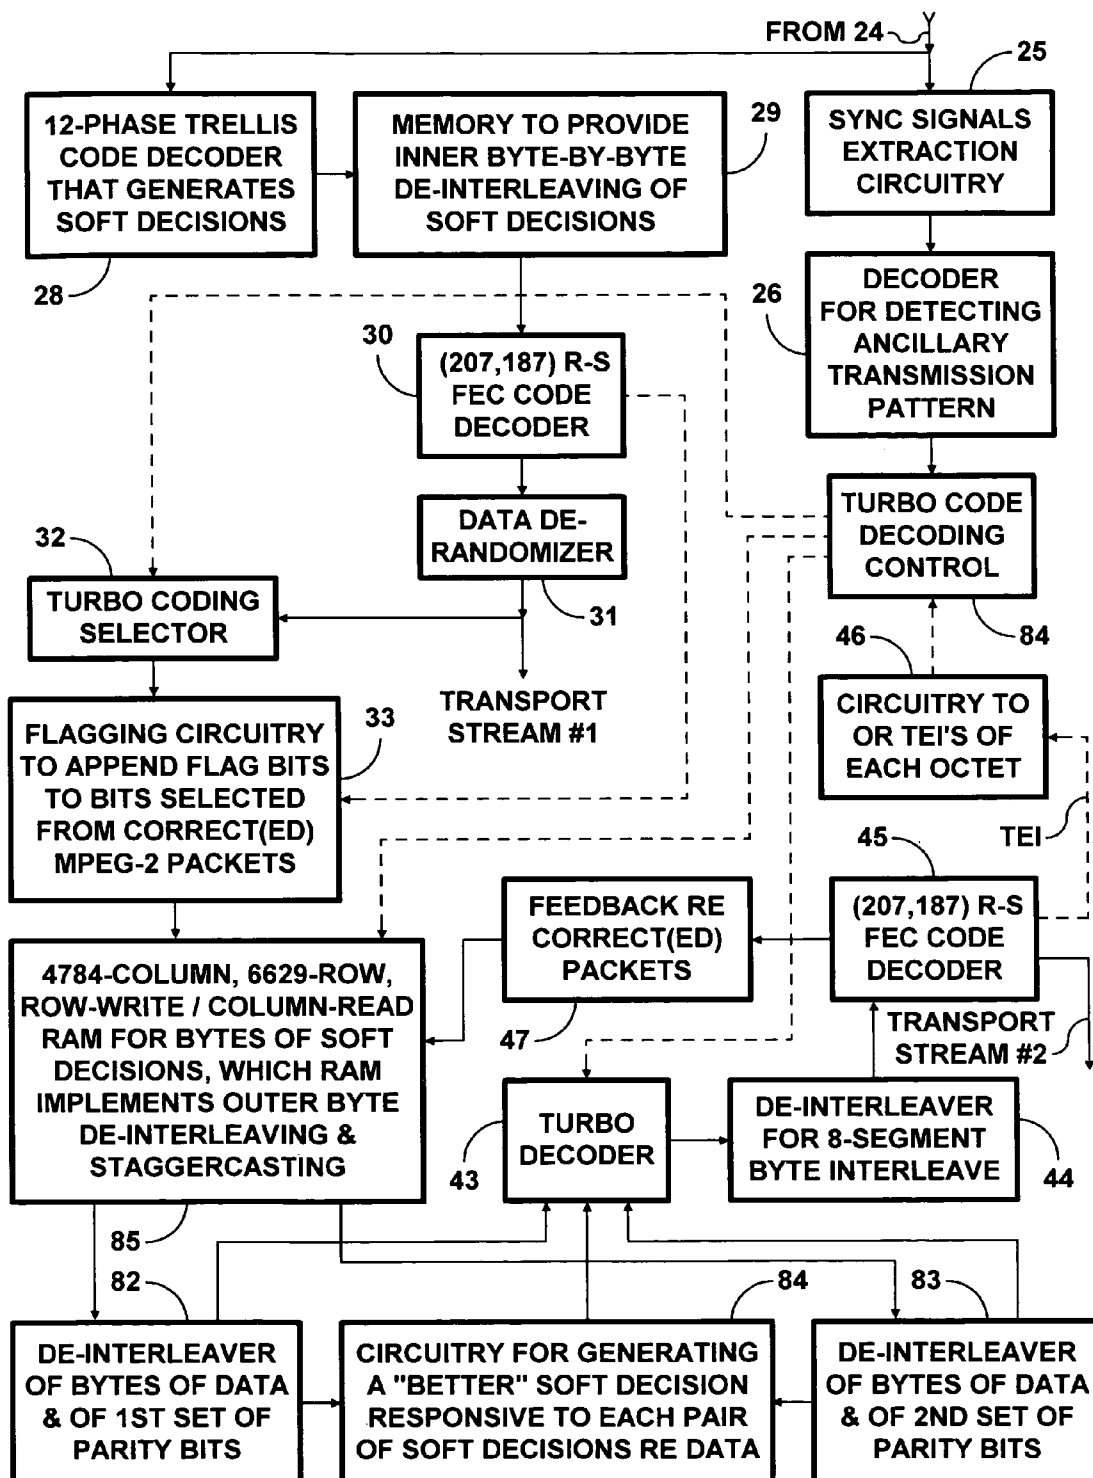 FROM 24
25
12-PHASE TRELLIS
CODE DECODER
THAT GENERATES
SOFT DECISIONS
28
MEMORY TO PROVIDE
INNER BYTE-BY-BYTE
DE-INTERLEAVING OF
SOFT DECISIONS
29
SYNC SIGNALS
EXTRACTION
CIRCUITRY
26
DECODER
FOR DETECTING
ANCILLARY
TRANSMISSION
PATTERN
30
(207,187) R-S
FEC CODE
DECODER
DATA DE-
RANDOMIZER
31
TURBO CODE
DECODING
CONTROL
84
32
TURBO CODING
SELECTOR
TRANSPORT
STREAM #1
46
CIRCUITRY TO
OR TEI'S OF
EACH OCTET
TEI
33
FLAGGING CIRCUITRY
TO APPEND FLAG BITS
TO BITS SELECTED
FROM CORRECT(ED)
MPEG-2 PACKETS
45
(207,187) R-S
FEC CODE
DECODER
FEEDBACK RE
CORRECT(ED)
PACKETS
47
TRANSPORT
STREAM #2
4784-COLUMN, 6629-ROW,
ROW-WRITE / COLUMN-READ
RAM FOR BYTES OF SOFT
DECISIONS, WHICH RAM
IMPLEMENTS OUTER BYTE
DE-INTERLEAVING &
STAGGERCASTING
85
43
TURBO
DECODER
DE-INTERLEAVER
FOR 8-SEGMENT
BYTE INTERLEAVE
44
82
DE-INTERLEAVER
OF BYTES OF DATA
& OF 1ST SET OF
PARITY BITS
84
CIRCUITRY FOR GENERATING
A "BETTER" SOFT DECISION
RESPONSIVE TO EACH PAIR
OF SOFT DECISIONS RE DATA
83
DE-INTERLEAVER
OF BYTES OF DATA
& OF 2ND SET OF
PARITY BITS